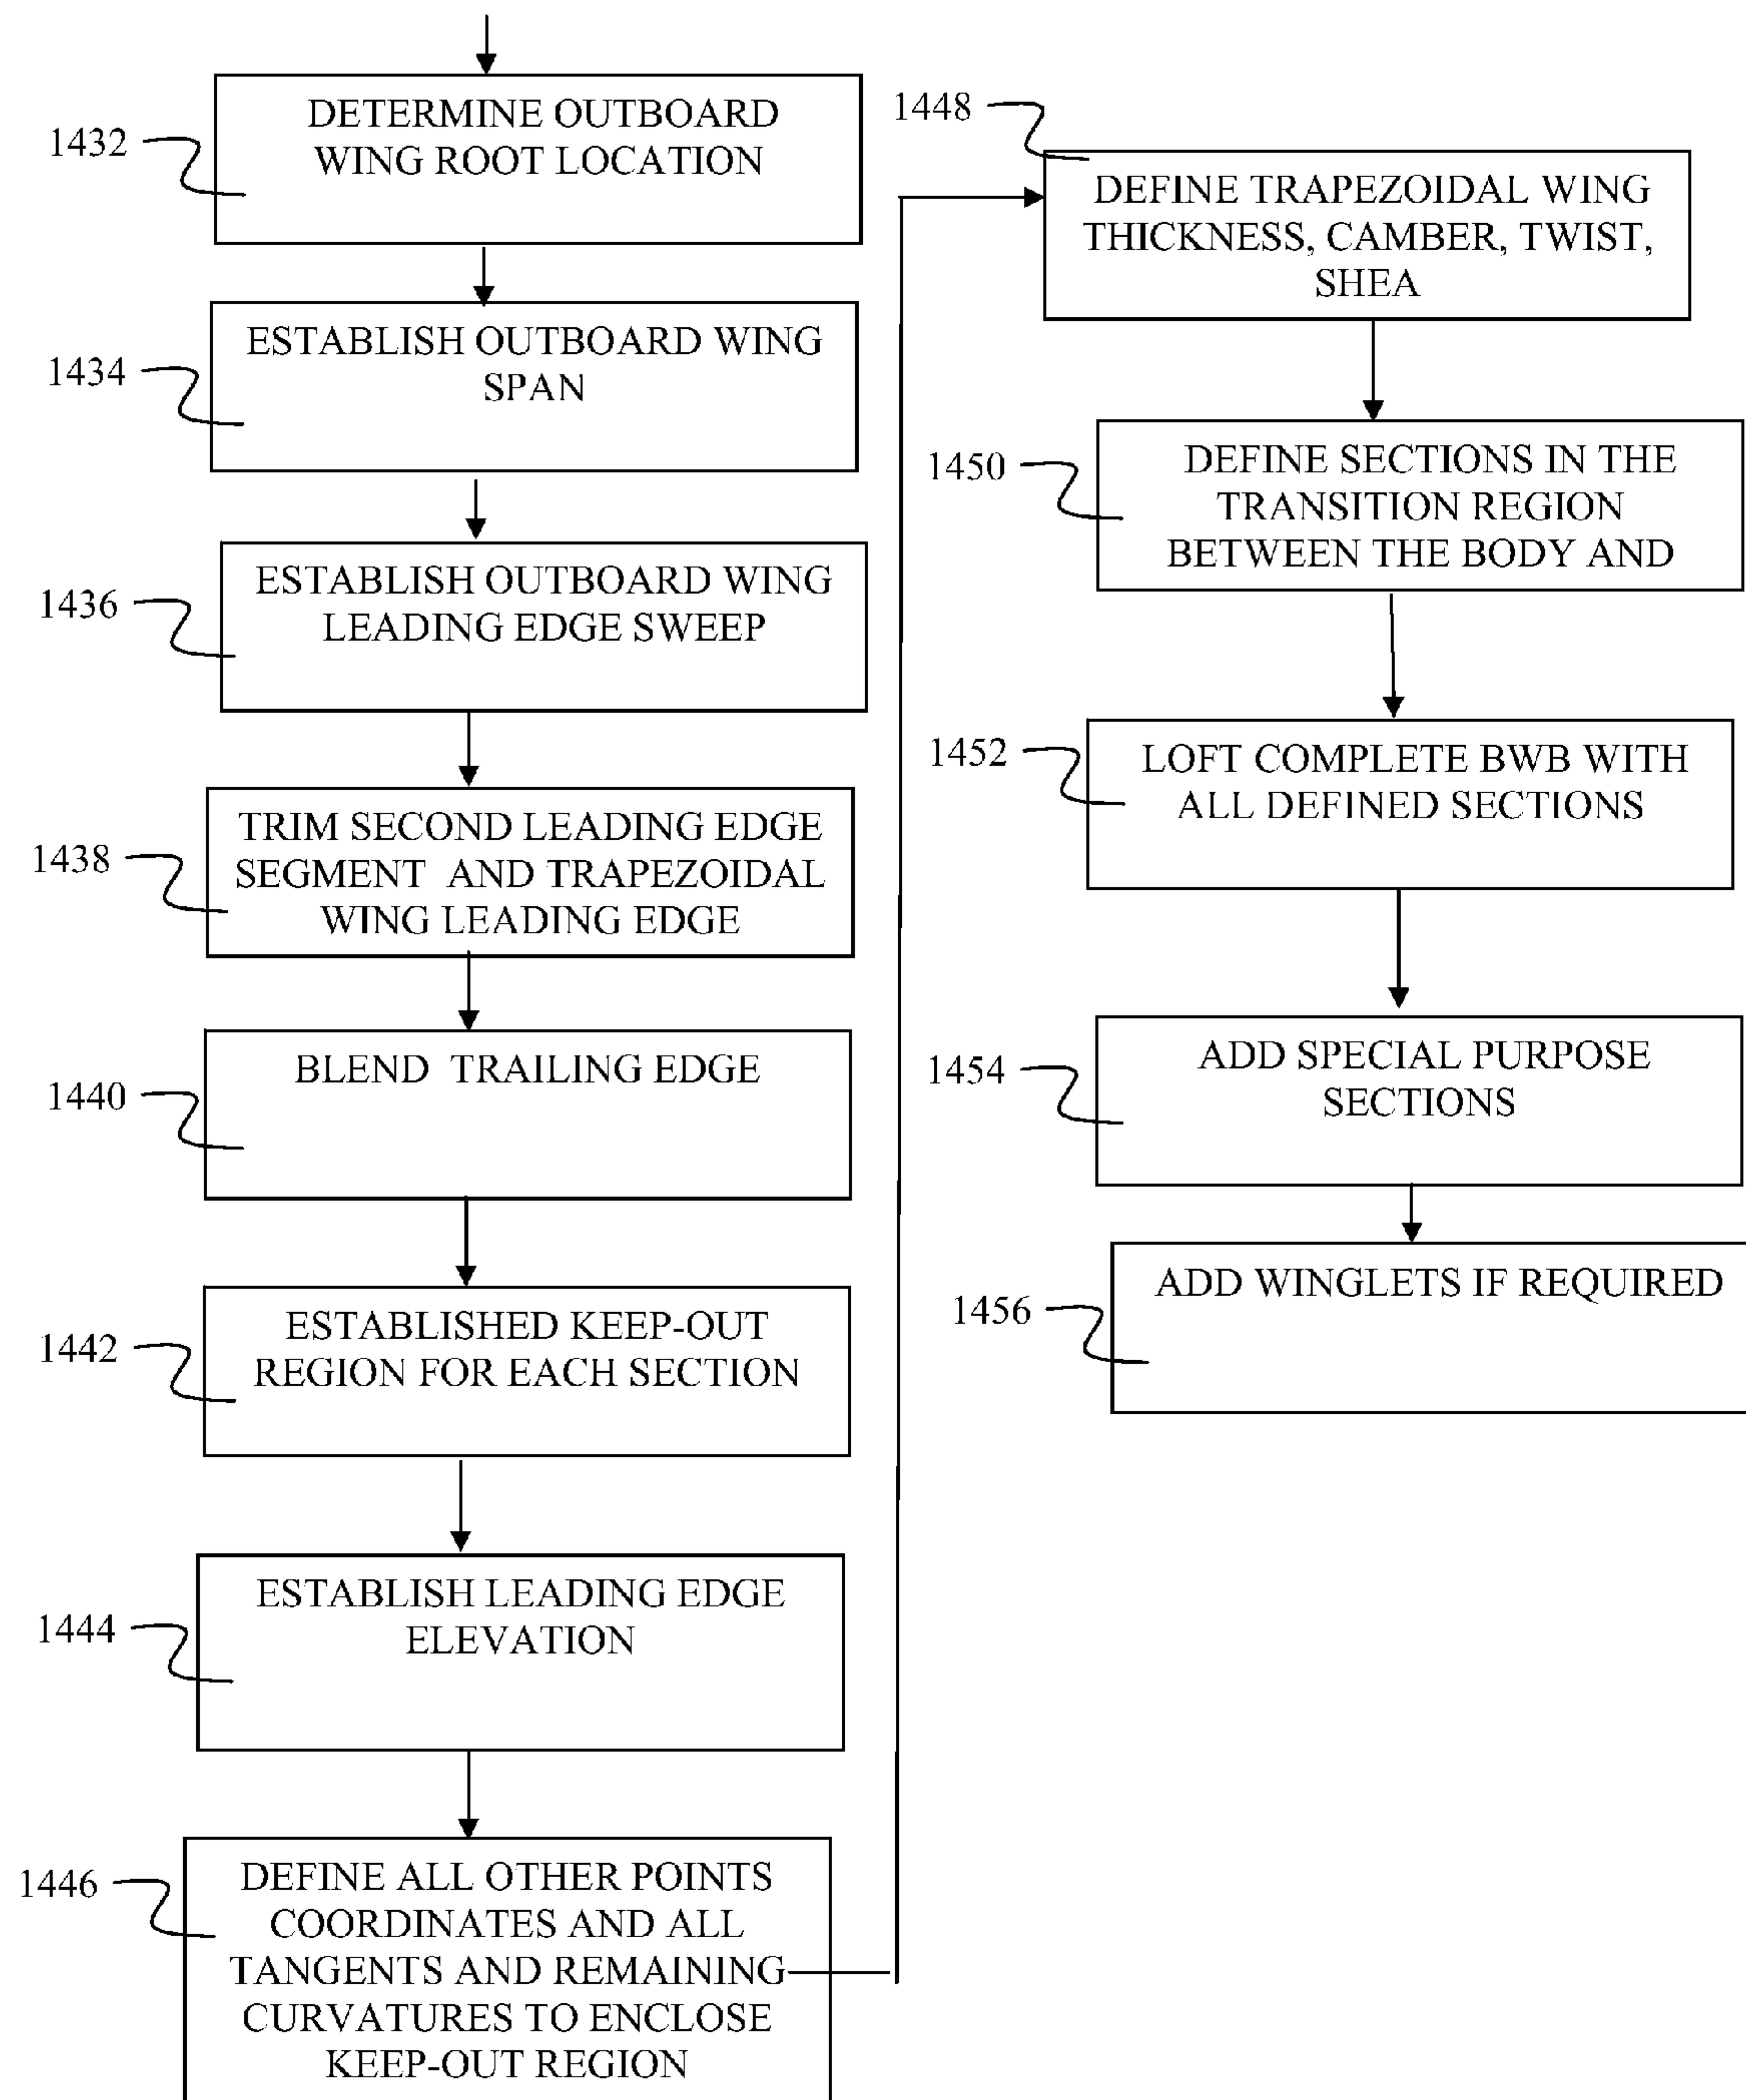 1432
DETERMINE OUTBOARD
WING ROOT LOCATION
1434
ESTABLISH OUTBOARD WING
SPAN
1436
ESTABLISH OUTBOARD WING
LEADING EDGE SWEEP
1438
TRIM SECOND LEADING EDGE
SEGMENT AND TRAPEZOIDAL
WING LEADING EDGE
1440
BLEND TRAILING EDGE
1442
ESTABLISHED KEEP-OUT
REGION FOR EACH SECTION
1444
ESTABLISH LEADING EDGE
ELEVATION
1446
DEFINE ALL OTHER POINTS
COORDINATES AND ALL
TANGENTS AND REMAINING
CURVATURES TO ENCLOSE
KEEP-OUT REGION
1448
DEFINE TRAPEZOIDAL WING
THICKNESS, CAMBER, TWIST,
SHEA
1450
DEFINE SECTIONS IN THE
TRANSITION REGION
BETWEEN THE BODY AND
1452
LOFT COMPLETE BWB WITH
ALL DEFINED SECTIONS
1454
ADD SPECIAL PURPOSE
SECTIONS
1456
ADD WINGLETS IF REQUIRED